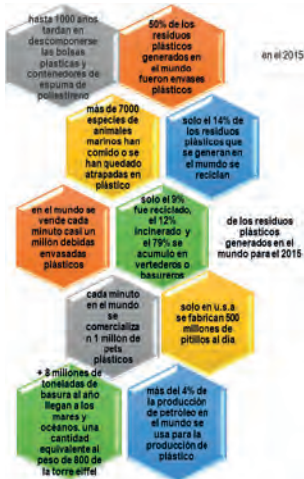 hasta 1000 años
tardan en
descomponerse
las bolsas
plasticas y
contenedores de
espuma de
poliestireno
50% de los
residuos
plásticos
generados en
el mundo
fueron envases
plásticos
en el 2015
más de 7000
especies de
animales
marinos han
comido o se
han quedado
atrapadas en
plástico
solo el 14% de
los residuos
plásticos que
se generan en
el mumdo se
reciclan
en el mundo se
vende cada
minuto casi un
millón debidas
envasadas
plásticos
solo el 9%
fue reciclado,
el 12%
incinerado y
el 79% se
acumulo en
vertederos o
basureros
de los residuos
plásticos
generados en el
mundo para el 2015
cada minuto
en el mundo
se
comercializa
n 1 millon de
pets
plásticos
solo en u.s.a
se fabrican 500
millones de
pitillos al día
+ 8 miliones de
toneladas de
basura al año
llegan a los
mares y
océanos. una
cantidad
equivalente al
peso de 800 de
la torre eiffel
más del 4% de
la producción
de petróleo en
el mundo se
usa para la
producción de
plástico